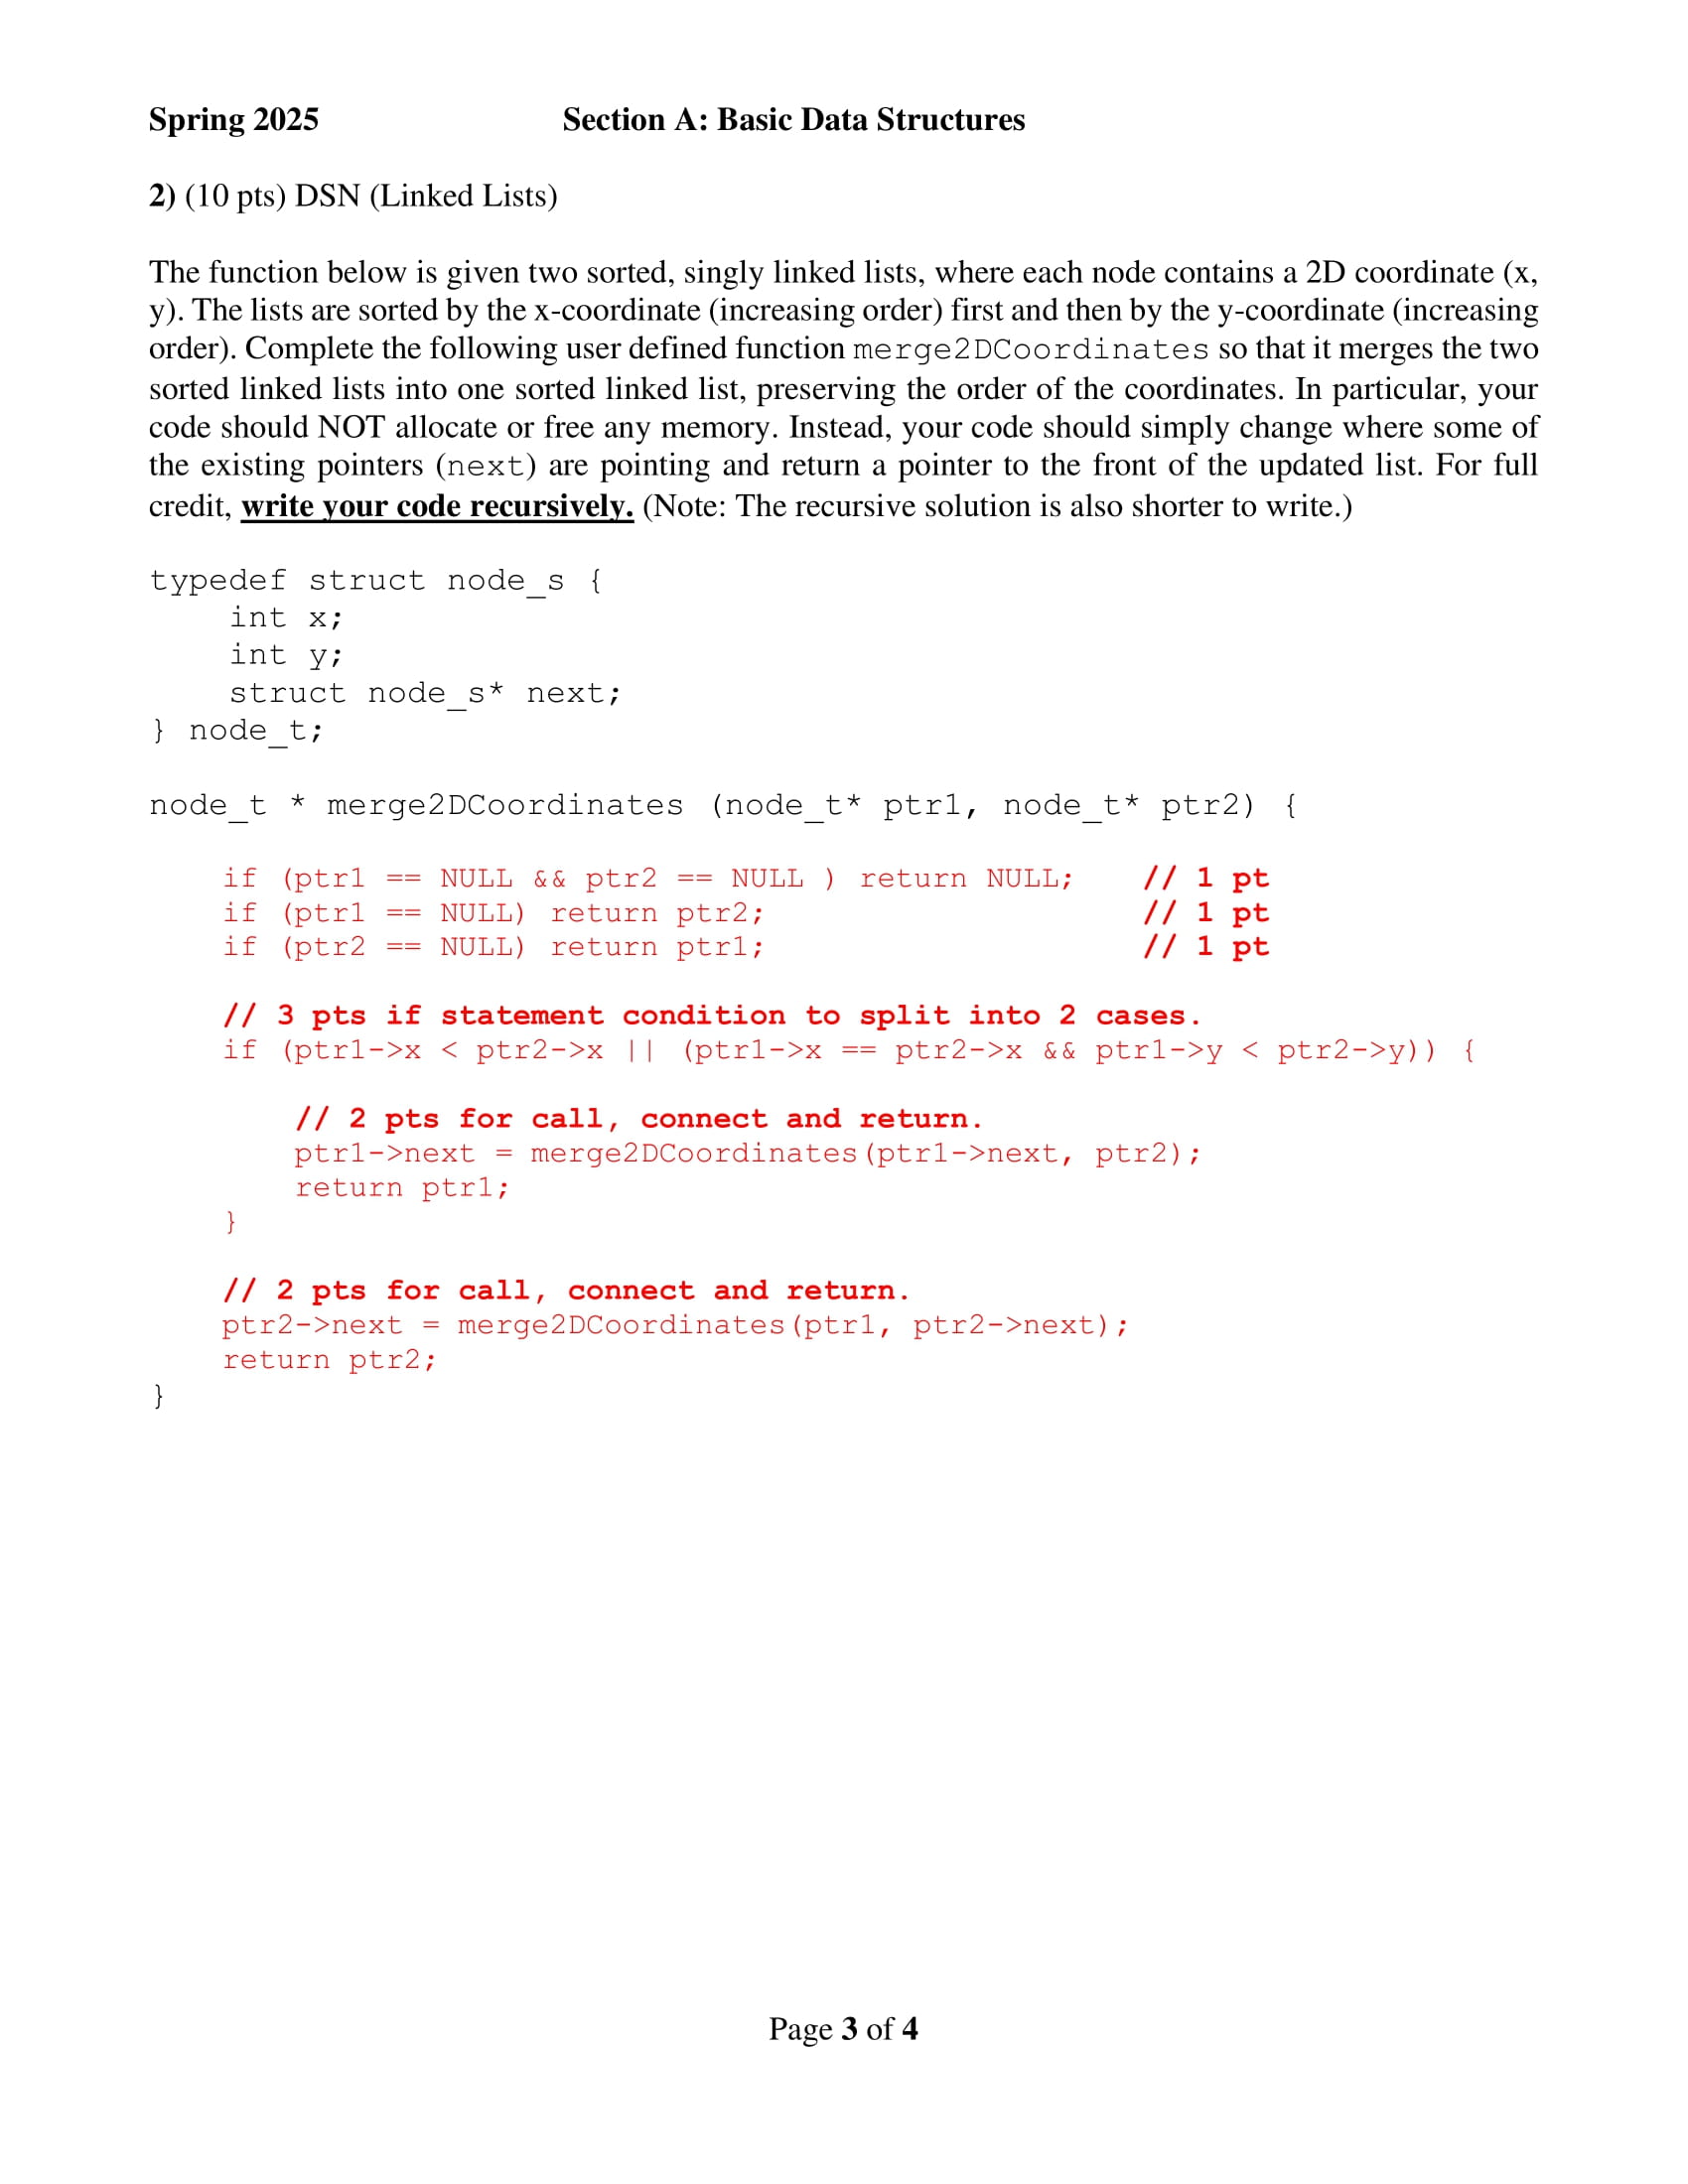 Spring 2025 Section A: Basic Data Structures
2) (10 pts) DSN (Linked Lists)
The function below is given two sorted, singly linked lists, where each node contains a 2D coordinate (x,
y). The lists are sorted by the x-coordinate (increasing order) first and then by the y-coordinate (increasing
order). Complete the following user defined function merge2DCoordinates so that it merges the two
sorted linked lists into one sorted linked list, preserving the order of the coordinates. In particular, your
code should NOT allocate or free any memory. Instead, your code should simply change where some of
the existing pointers (next) are pointing and return a pointer to the front of the updated list. For full
credit, write your code recursively. (Note: The recursive solution is also shorter to write.)
typedef struct node_s {
    int x;
    int y;
    struct node_s* next;
} node_t;
node_t * merge2DCoordinates (node_t* ptr1, node_t* ptr2) {
    if (ptr1 == NULL && ptr2 == NULL ) return NULL;    // 1 pt
    if (ptr1 == NULL) return ptr2;    // 1 pt
    if (ptr2 == NULL) return ptr1;    // 1 pt
    // 3 pts if statement condition to split into 2 cases.
    if (ptr1->x < ptr2->x || (ptr1->x == ptr2->x && ptr1->y < ptr2->y)) {
        // 2 pts for call, connect and return.
        ptr1->next = merge2DCoordinates(ptr1->next, ptr2);
        return ptr1;
    }
    // 2 pts for call, connect and return.
    ptr2->next = merge2DCoordinates(ptr1, ptr2->next);
    return ptr2;
}
Page 3 of 4